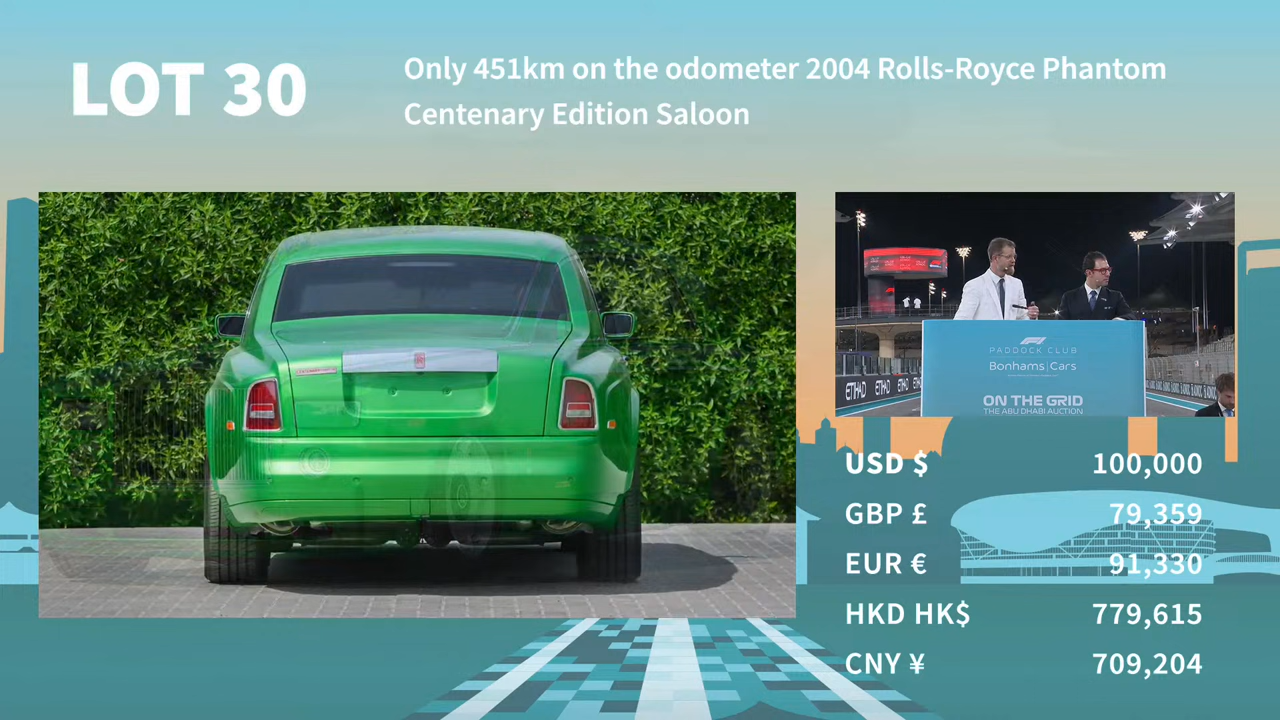 LOT 30
Only 451km on the odometer 2004 Rolls-Royce Phantom
Centenary Edition Saloon
PADDOCK CLUB
Bonhams|Cars
ON THE GRID
THE ABU DHABI AUCTION
ETIHAD
ETIHAD
USD $ 100,000
GBP £ 79,359
EUR € 91,330
HKD HK$ 779,615
CNY ¥ 709,204